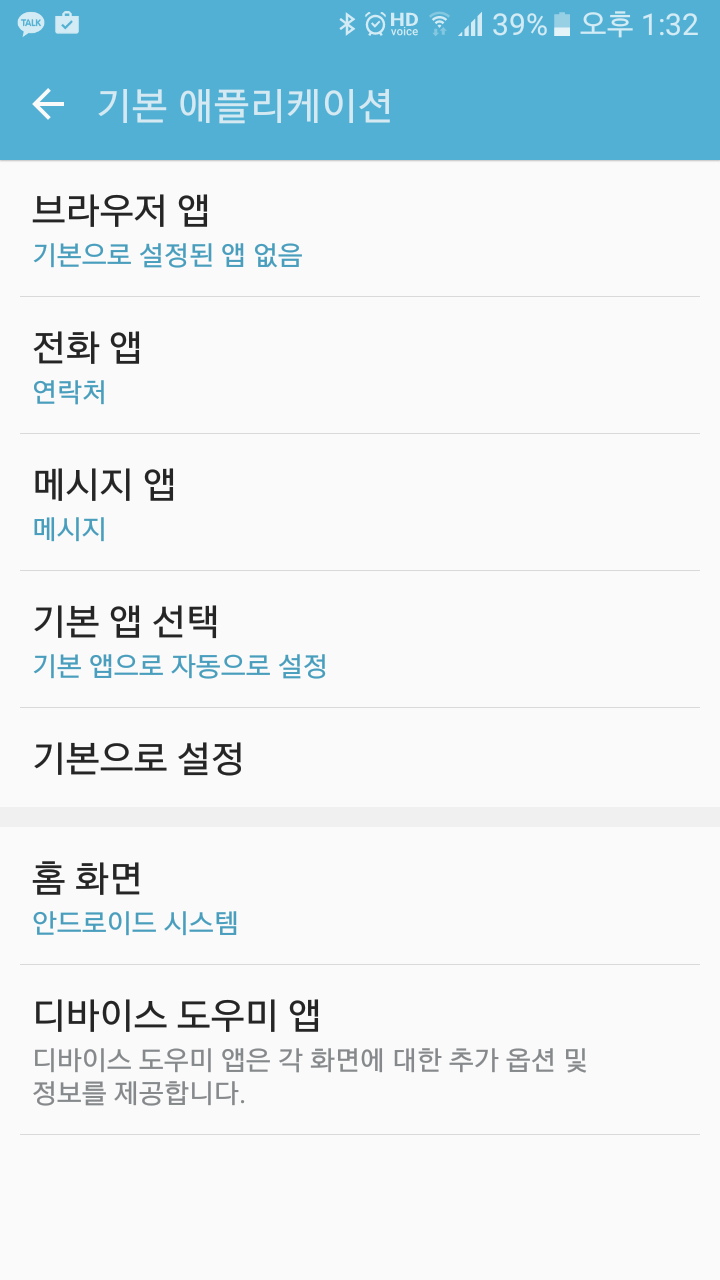 TALK
HD voice 39% 오후 1:32
기본 애플리케이션
브라우저 앱
기본으로 설정된 앱 없음
전화 앱
연락처
메시지 앱
메시지
기본 앱 선택
기본 앱으로 자동으로 설정
기본으로 설정
홈 화면
안드로이드 시스템
디바이스 도우미 앱
디바이스 도우미 앱은 각 화면에 대한 추가 옵션 및
정보를 제공합니다.